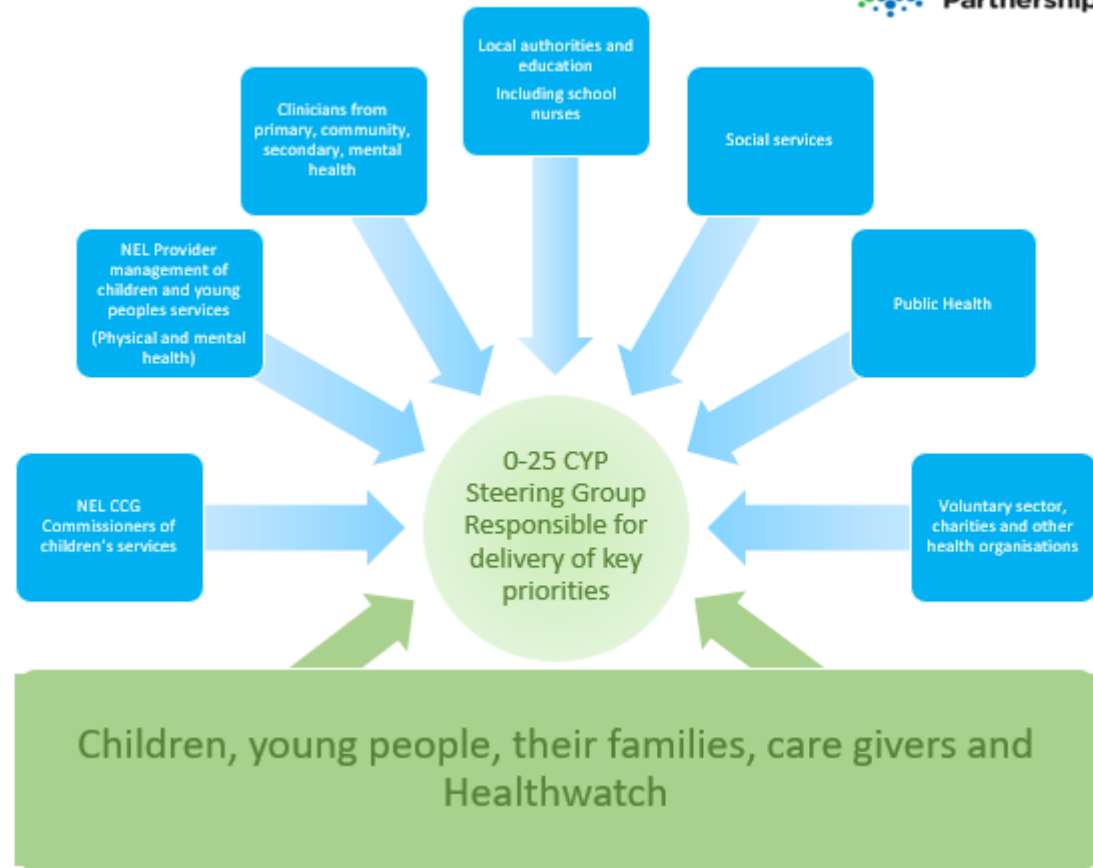 Partnership
Local authorities and
education
Including school
nurses
Clinicians from
primary, community,
secondary, mental
health
Social services
NEL Provider
management of
children and young
peoples services
(Physical and mental
health)
Public Health
NEL CCG
Commissioners of
children's services
0-25 CYP
Steering Group
Responsible for
delivery of key
priorities
Voluntary sector,
charities and other
health organisations
Children, young people, their families, care givers and
Healthwatch